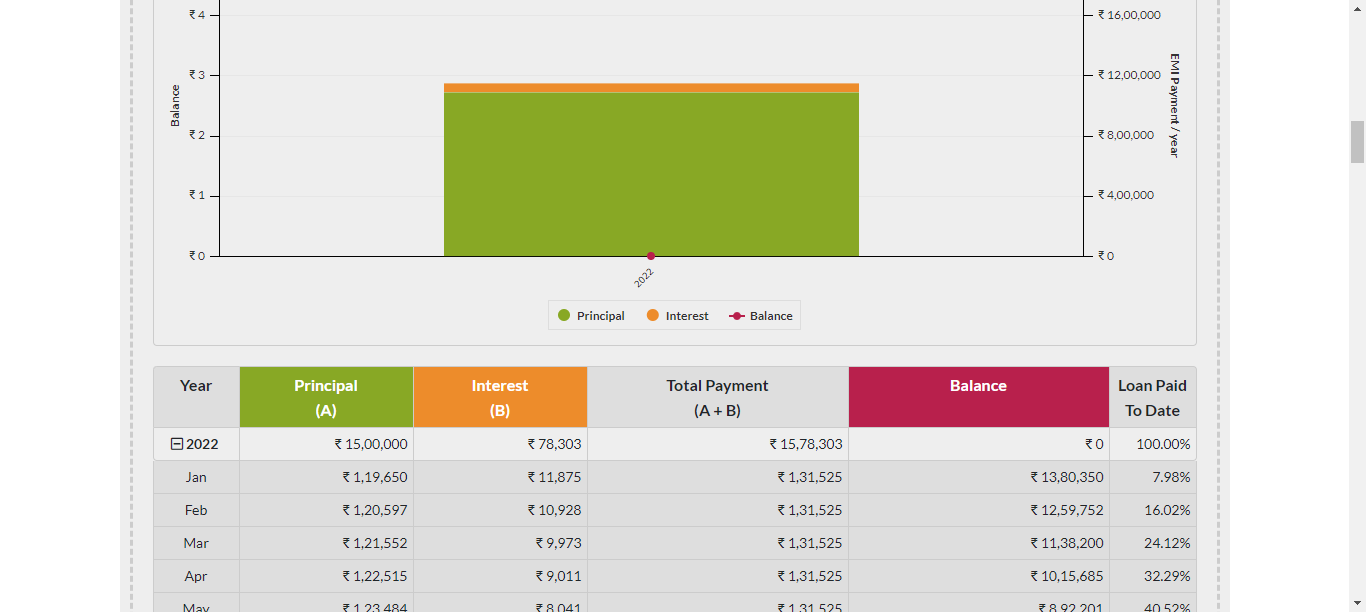 ₹ 4
₹ 16,00,000
₹ 3
₹ 12,00,000
Balance
EMI Payment / year
₹ 2
₹ 8,00,000
₹ 1
₹ 4,00,000
₹ 0
₹ 0
2022
Principal Interest Balance
Year Principal Interest Total Payment Balance Loan Paid
(A) (B) (A + B) To Date
2022 ₹ 15,00,000 ₹ 78,303 ₹ 15,78,303 ₹ 0 100.00%
Jan ₹ 1,19,650 ₹ 11,875 ₹ 1,31,525 ₹ 13,80,350 7.98%
Feb ₹ 1,20,597 ₹ 10,928 ₹ 1,31,525 ₹ 12,59,752 16.02%
Mar ₹ 1,21,552 ₹ 9,973 ₹ 1,31,525 ₹ 11,38,200 24.12%
Apr ₹ 1,22,515 ₹ 9,011 ₹ 1,31,525 ₹ 10,15,685 32.29%
May ₹ 1,23,484 ₹ 8,041 ₹ 1,31,525 ₹ 8,92,201 40.52%